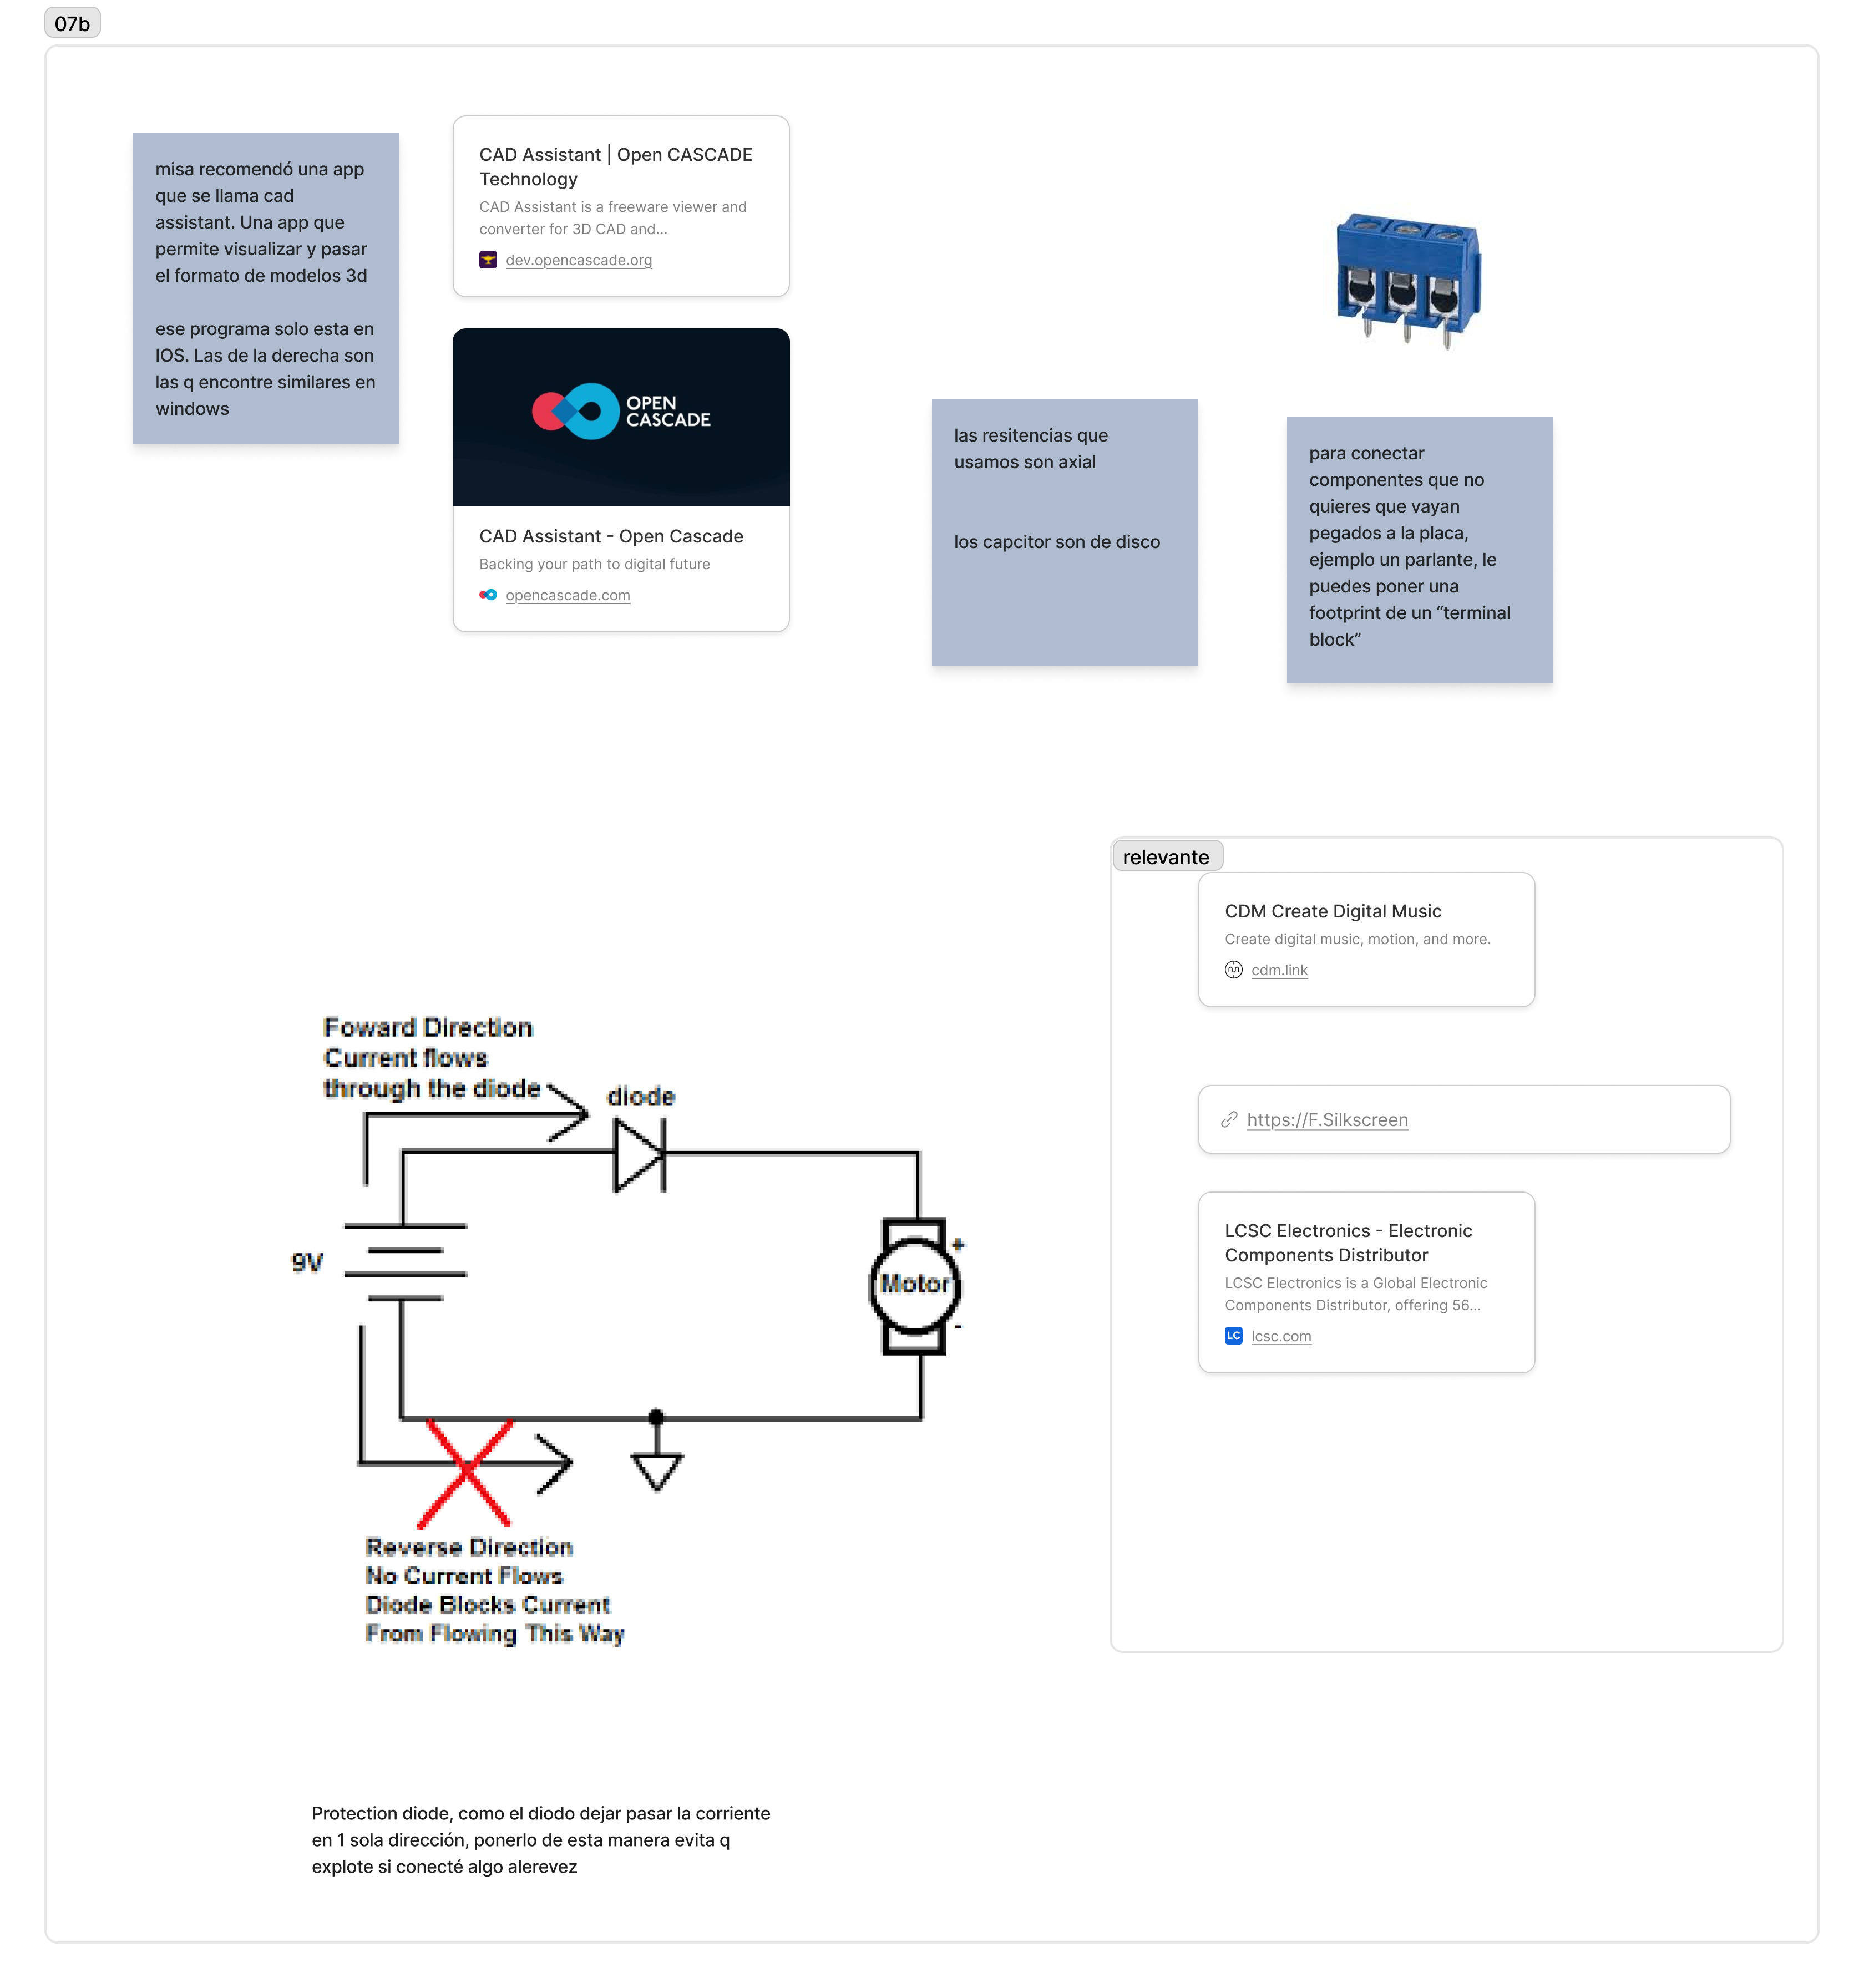 07b
misa recomendó una app
que se llama cad
assistant. Una app que
permite visualizar y pasar
el formato de modelos 3d
ese programa solo esta en
IOS. Las de la derecha son
las q encontre similares en
windows
CAD Assistant | Open CASCADE
Technology
CAD Assistant is a freeware viewer and
converter for 3D CAD and...
dev.opencascade.org
OPEN
CASCADE
CAD Assistant - Open Cascade
Backing your path to digital future
opencascade.com
las resitencias que
usamos son axial
los capcitor son de disco
para conectar
componentes que no
quieres que vayan
pegados a la placa,
ejemplo un parlante, le
puedes poner una
footprint de un “terminal
block”
relevante
CDM Create Digital Music
Create digital music, motion, and more.
cdm.link
https://F.Silkscreen
LCSC Electronics - Electronic
Components Distributor
LCSC Electronics is a Global Electronic
Components Distributor, offering 56...
LC
lcsc.com
Foward Direction
Current flows
through the diode
diode
9V
+
Motor
-
Reverse Direction
No Current Flows
Diode Blocks Current
From Flowing This Way
Protection diode, como el diodo dejar pasar la corriente
en 1 sola dirección, ponerlo de esta manera evita q
explote si conecté algo alerevez